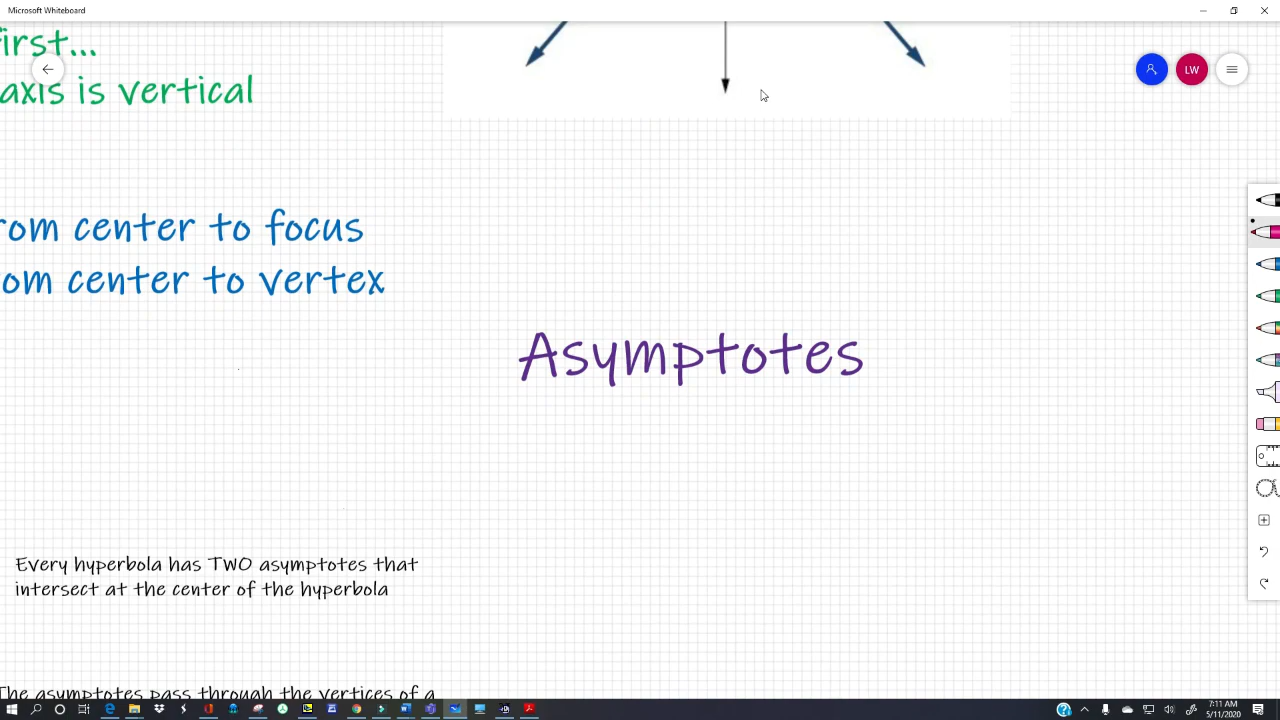 Microsoft Whiteboard
first...
axis is vertical
LW
rom center to focus
om center to vertex
Asymptotes
Every hyperbola has TWO asymptotes that
intersect at the center of the hyperbola
The asymptotes pass through the vertices of a
7:11 AM
5/11/2020